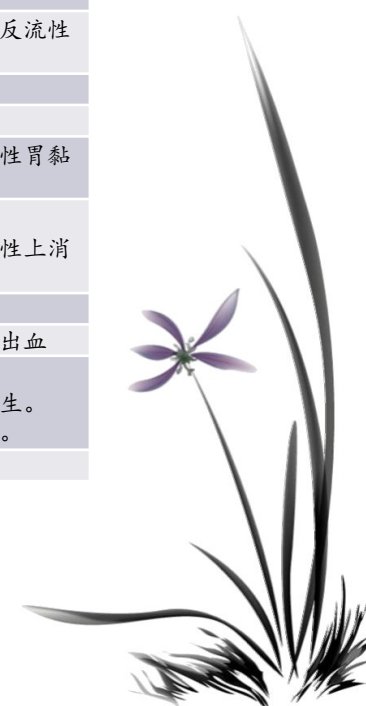 反流性
性胃黏
性上消
出血
生。
。